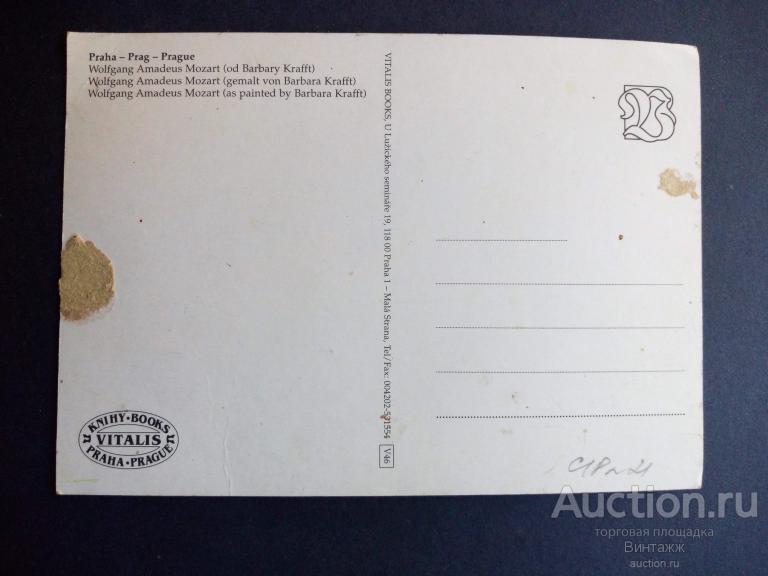 Praha – Prag – Prague
Wolfgang Amadeus Mozart (od Barbary Krafft)
Wolfgang Amadeus Mozart (gemalt von Barbara Krafft)
Wolfgang Amadeus Mozart (as painted by Barbara Krafft)
VITALIS BOOKS, U Lužického semináře 19, 118 00 Praha 1 – Malá Strana, Tel/Fax: 004202-531554
V46
KNIHY • BOOKS
VITALIS
PRAHA • PRAGUE
Auction.ru
торговая площадка
Винтажж
auction.ru